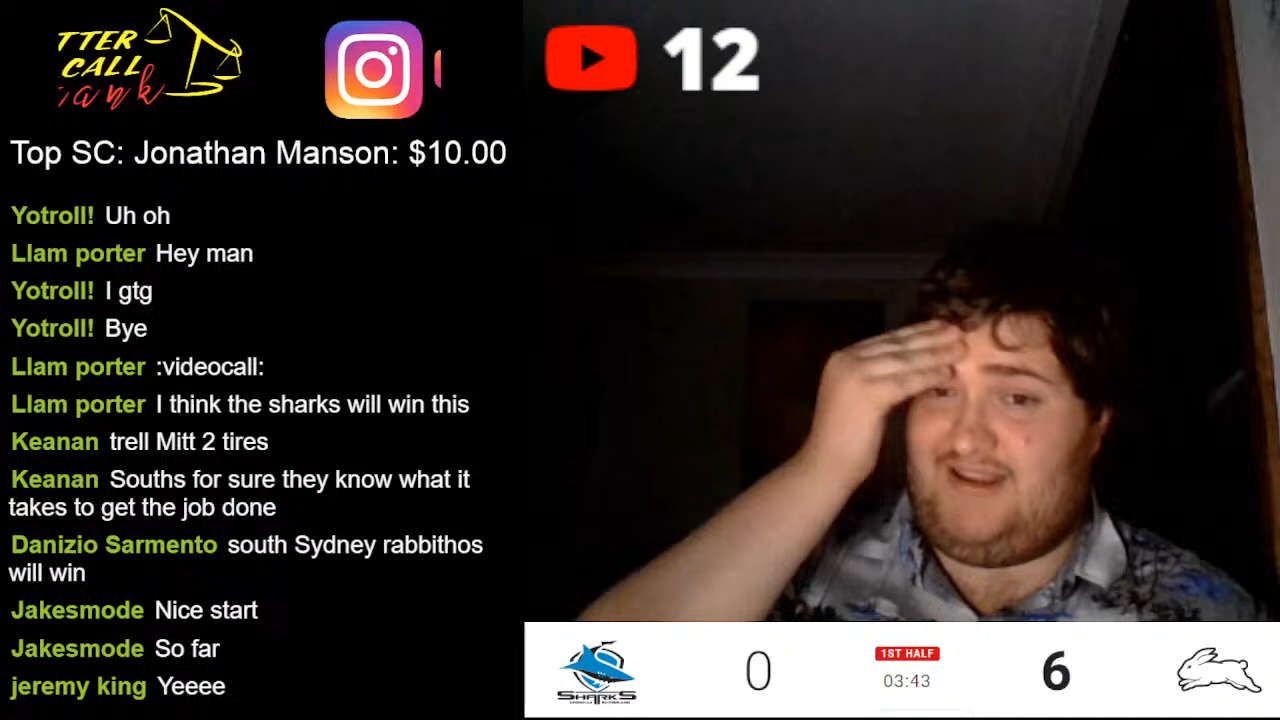 TTER
CALL
12
Top SC: Jonathan Manson: $10.00
Yotroll! Uh oh
Llam porter Hey man
Yotroll! I gtg
Yotroll! Bye
Llam porter :videocall:
Llam porter I think the sharks will win this
Keanan trell Mitt 2 tires
Keanan Souths for sure they know what it
takes to get the job done
Danizio Sarmento south Sydney rabbithos
will win
Jakesmode Nice start
Jakesmode So far
jeremy king Yeeee
SHARKS
0
1ST HALF
03:43
6